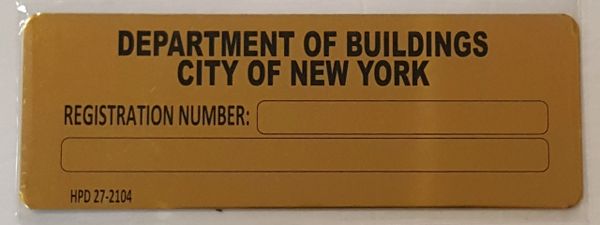 DEPARTMENT OF BUILDINGS
CITY OF NEW YORK
REGISTRATION NUMBER:
HPD 27-2104